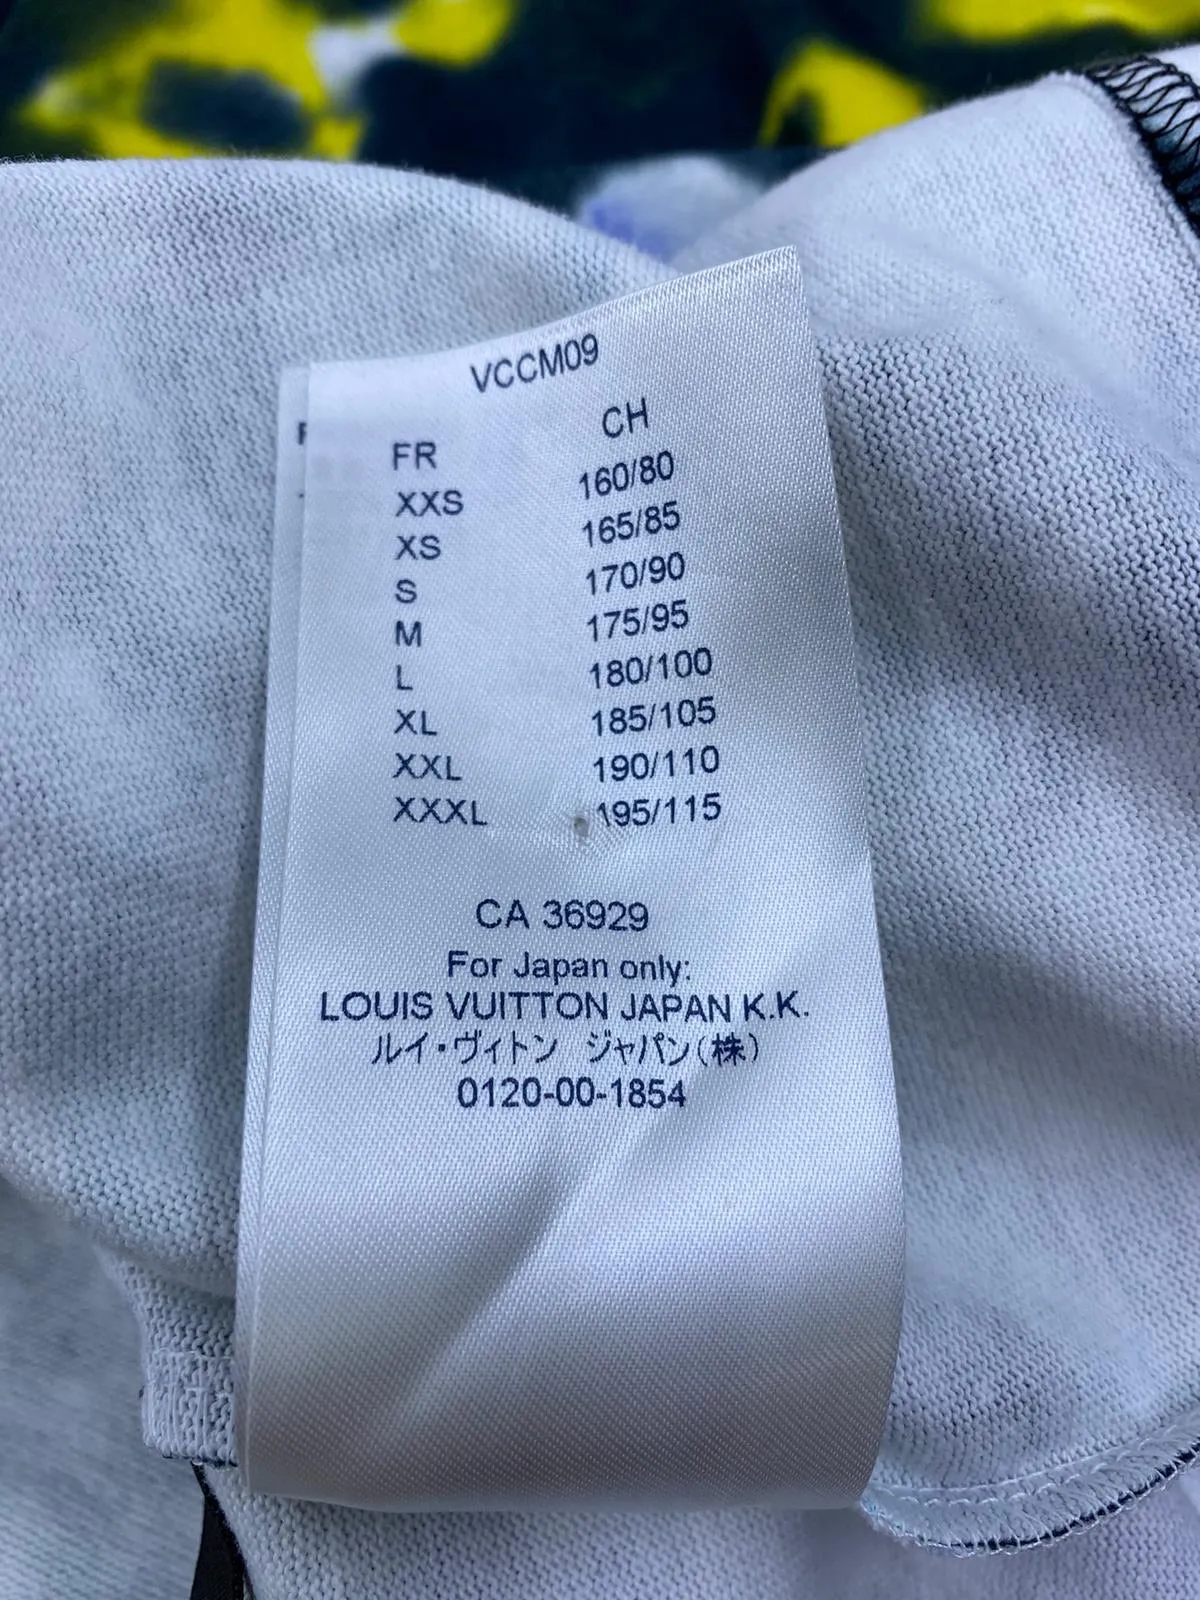 VCCM09
FR CH
XXS 160/80
XS 165/85
S 170/90
M 175/95
L 180/100
XL 185/105
XXL 190/110
XXXL 195/115
CA 36929
For Japan only:
LOUIS VUITTON JAPAN K.K.
ルイ・ヴィトン ジャパン(株)
0120-00-1854